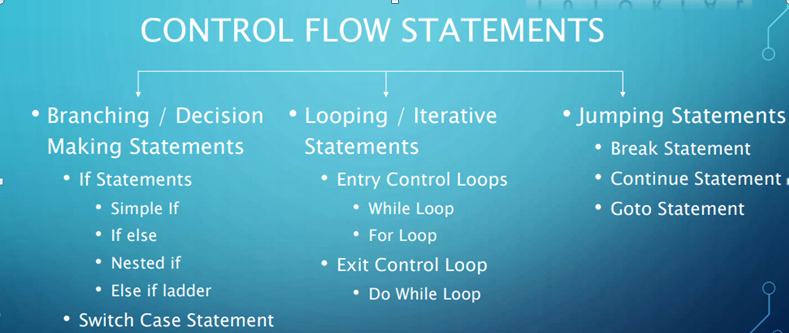 CONTROL FLOW STATEMENTS
• Branching / Decision
Making Statements
• If Statements
• Simple If
• If else
• Nested if
• Else if ladder
• Switch Case Statement
• Looping / Iterative
Statements
• Entry Control Loops
• While Loop
• For Loop
• Exit Control Loop
• Do While Loop
• Jumping Statements
• Break Statement
• Continue Statement
• Goto Statement